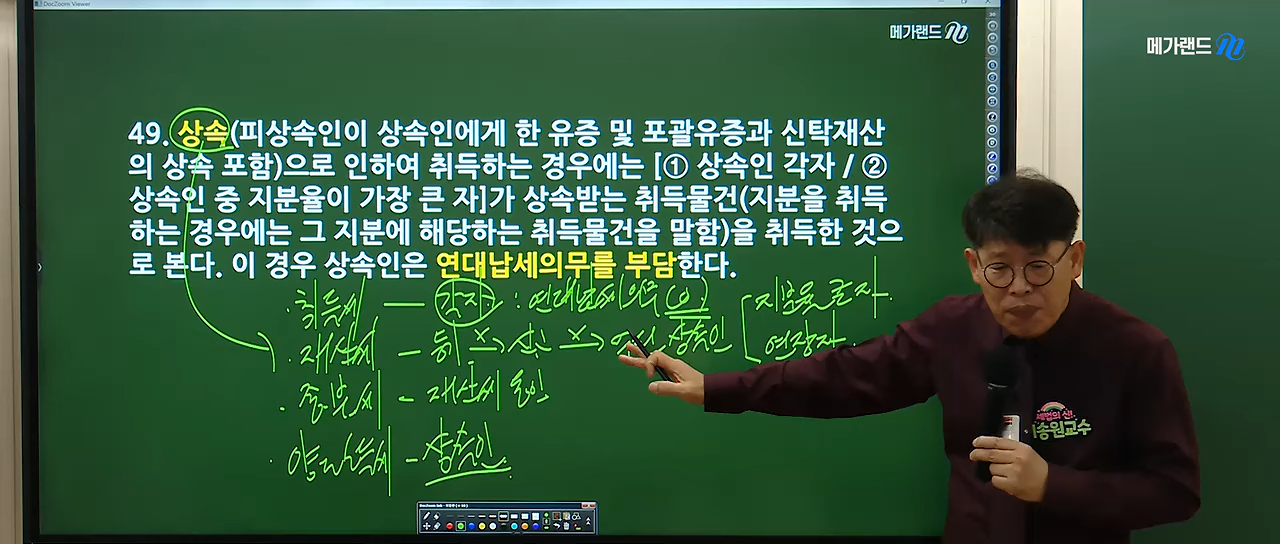 DocZoom Viewer
메가랜드
메가랜드
49. 상속(피상속인이 상속인에게 한 유증 및 포괄유증과 신탁재산
의 상속 포함)으로 인하여 취득하는 경우에는 [① 상속인 각자 / ②
상속인 중 지분율이 가장 큰 자]가 상속받는 취득물건(지분을 취득
하는 경우에는 그 지분에 해당하는 취득물건을 말함)을 취득한 것으
로 본다. 이 경우 상속인은 연대납세의무를 부담한다.
· 취득세 — 각자 : 연대납세의무 (O) [ 지분율 큰 자.
· 재산세 — 등기 X→ 신고 X→ 상속인 연장자.
· 종부세 — 재산세 동일
· 양도소득세 — 상속인.
세법의 신!
이송원교수